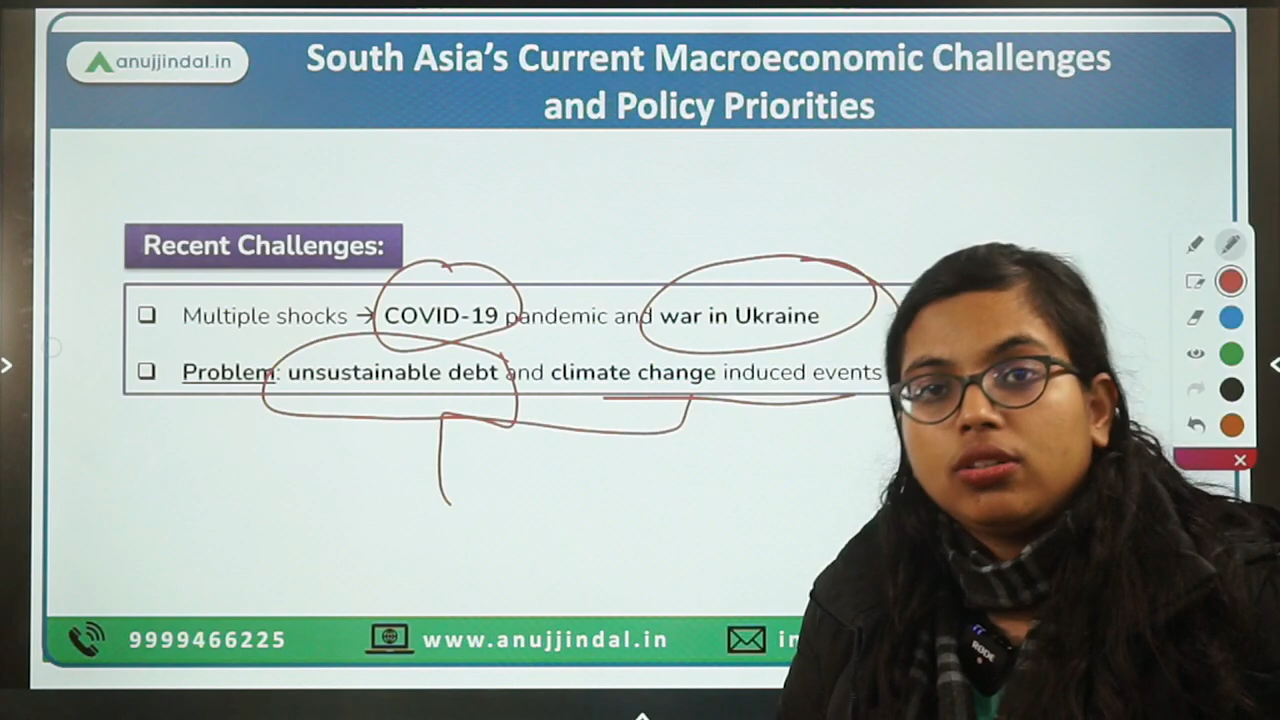 anujjindal.in
South Asia's Current Macroeconomic Challenges
and Policy Priorities
Recent Challenges:
❑ Multiple shocks → COVID-19 pandemic and war in Ukraine
❑ Problem: unsustainable debt and climate change induced events
9999466225
www.anujjindal.in
RODE